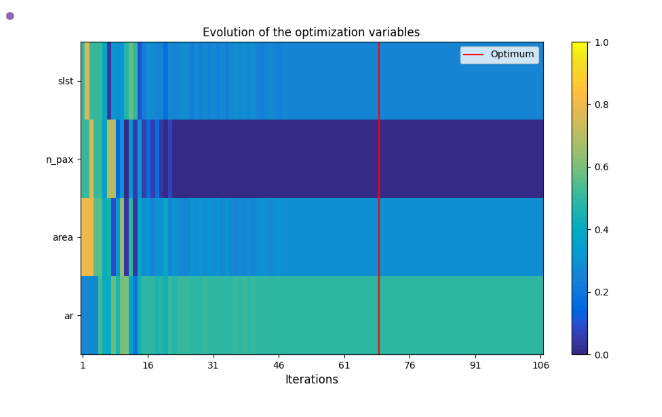 Evolution of the optimization variables
Optimum
slst
n_pax
area
ar
1 16 31 46 61 76 91 106
Iterations
1.0
0.8
0.6
0.4
0.2
0.0